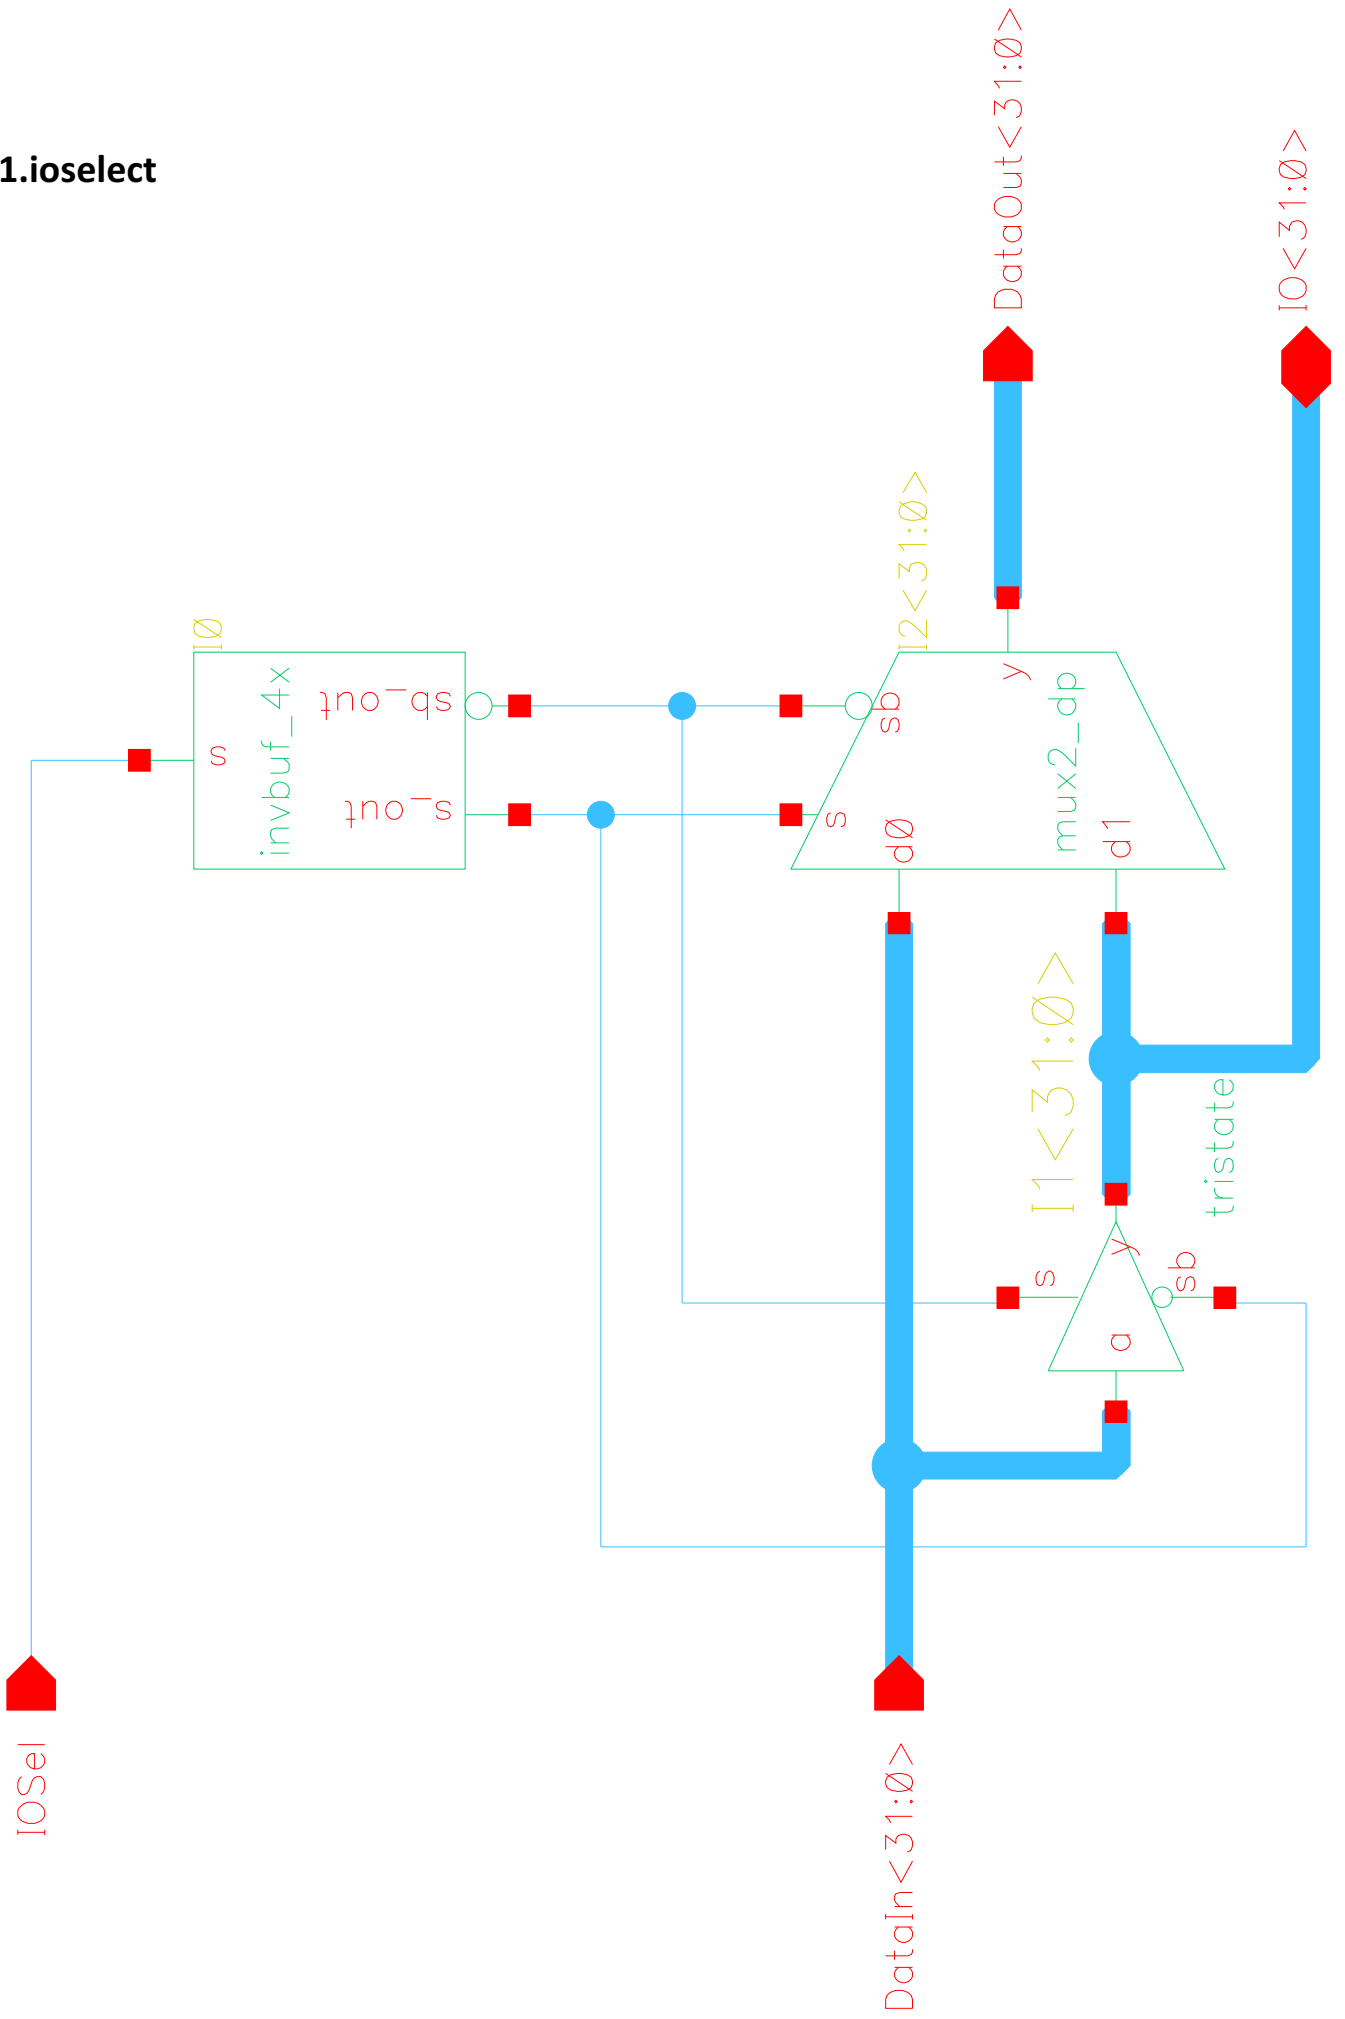 1.ioselect
DataOut<31:0>
IO<31:0>
I0
invbuf_4x
s
sb_out
s_out
I2<31:0>
mux2_dp
sb
s
y
d0
d1
I1<31:0>
tristate
s
y
sb
a
IOSel
DataIn<31:0>